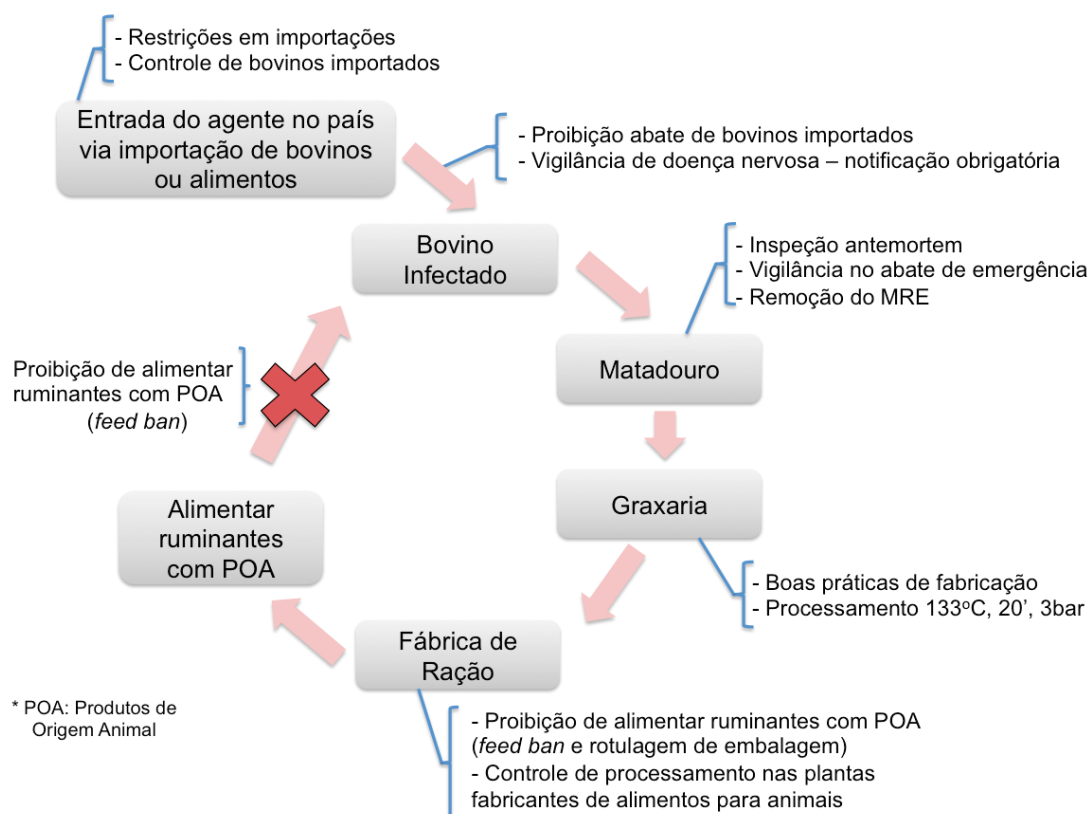 - Restrições em importações
- Controle de bovinos importados
Entrada do agente no país
via importação de bovinos
ou alimentos
- Proibição abate de bovinos importados
- Vigilância de doença nervosa – notificação obrigatória
Bovino
Infectado
- Inspeção antemortem
- Vigilância no abate de emergência
- Remoção do MRE
Matadouro
Graxaria
- Boas práticas de fabricação
- Processamento 133ºC, 20’, 3bar
Fábrica de
Ração
- Proibição de alimentar ruminantes com POA
(feed ban e rotulagem de embalagem)
- Controle de processamento nas plantas
fabricantes de alimentos para animais
Alimentar
ruminantes
com POA
Proibição de alimentar
ruminantes com POA
(feed ban)
* POA: Produtos de
Origem Animal